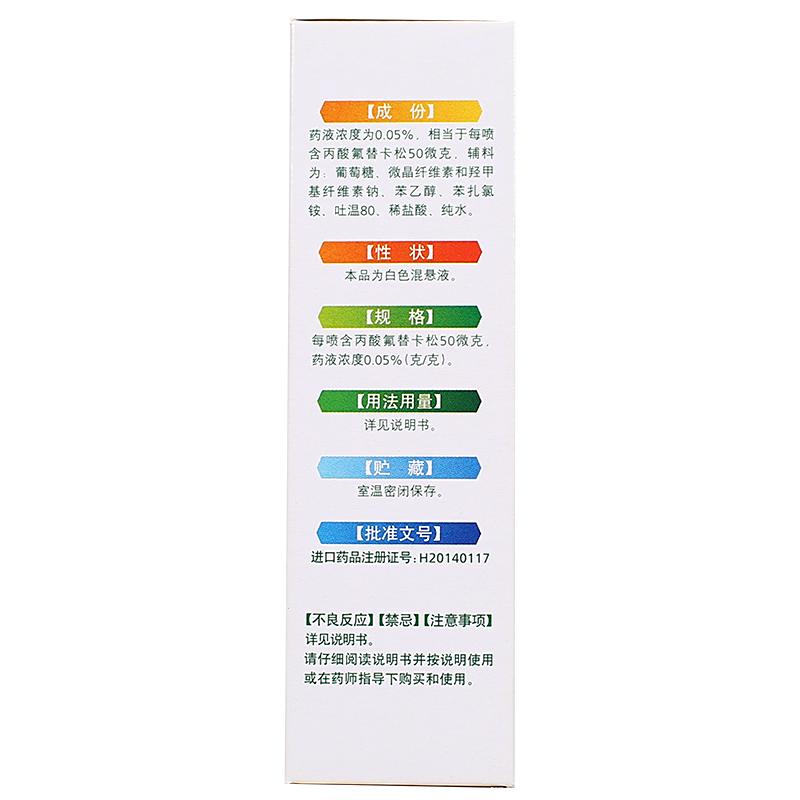 【成 份】
药液浓度为0.05%，相当于每喷
含丙酸氟替卡松50微克，辅料
为：葡萄糖、微晶纤维素和羟甲
基纤维素钠、苯乙醇、苯扎氯
铵、吐温80、稀盐酸、纯水。
【性 状】
本品为白色混悬液。
【规 格】
每喷含丙酸氟替卡松50微克，
药液浓度0.05%(克/克)。
【用法用量】
详见说明书。
【贮 藏】
室温密闭保存。
【批准文号】
进口药品注册证号：H20140117
【不良反应】【禁忌】【注意事项】
详见说明书。
请仔细阅读说明书并按说明使用
或在药师指导下购买和使用。